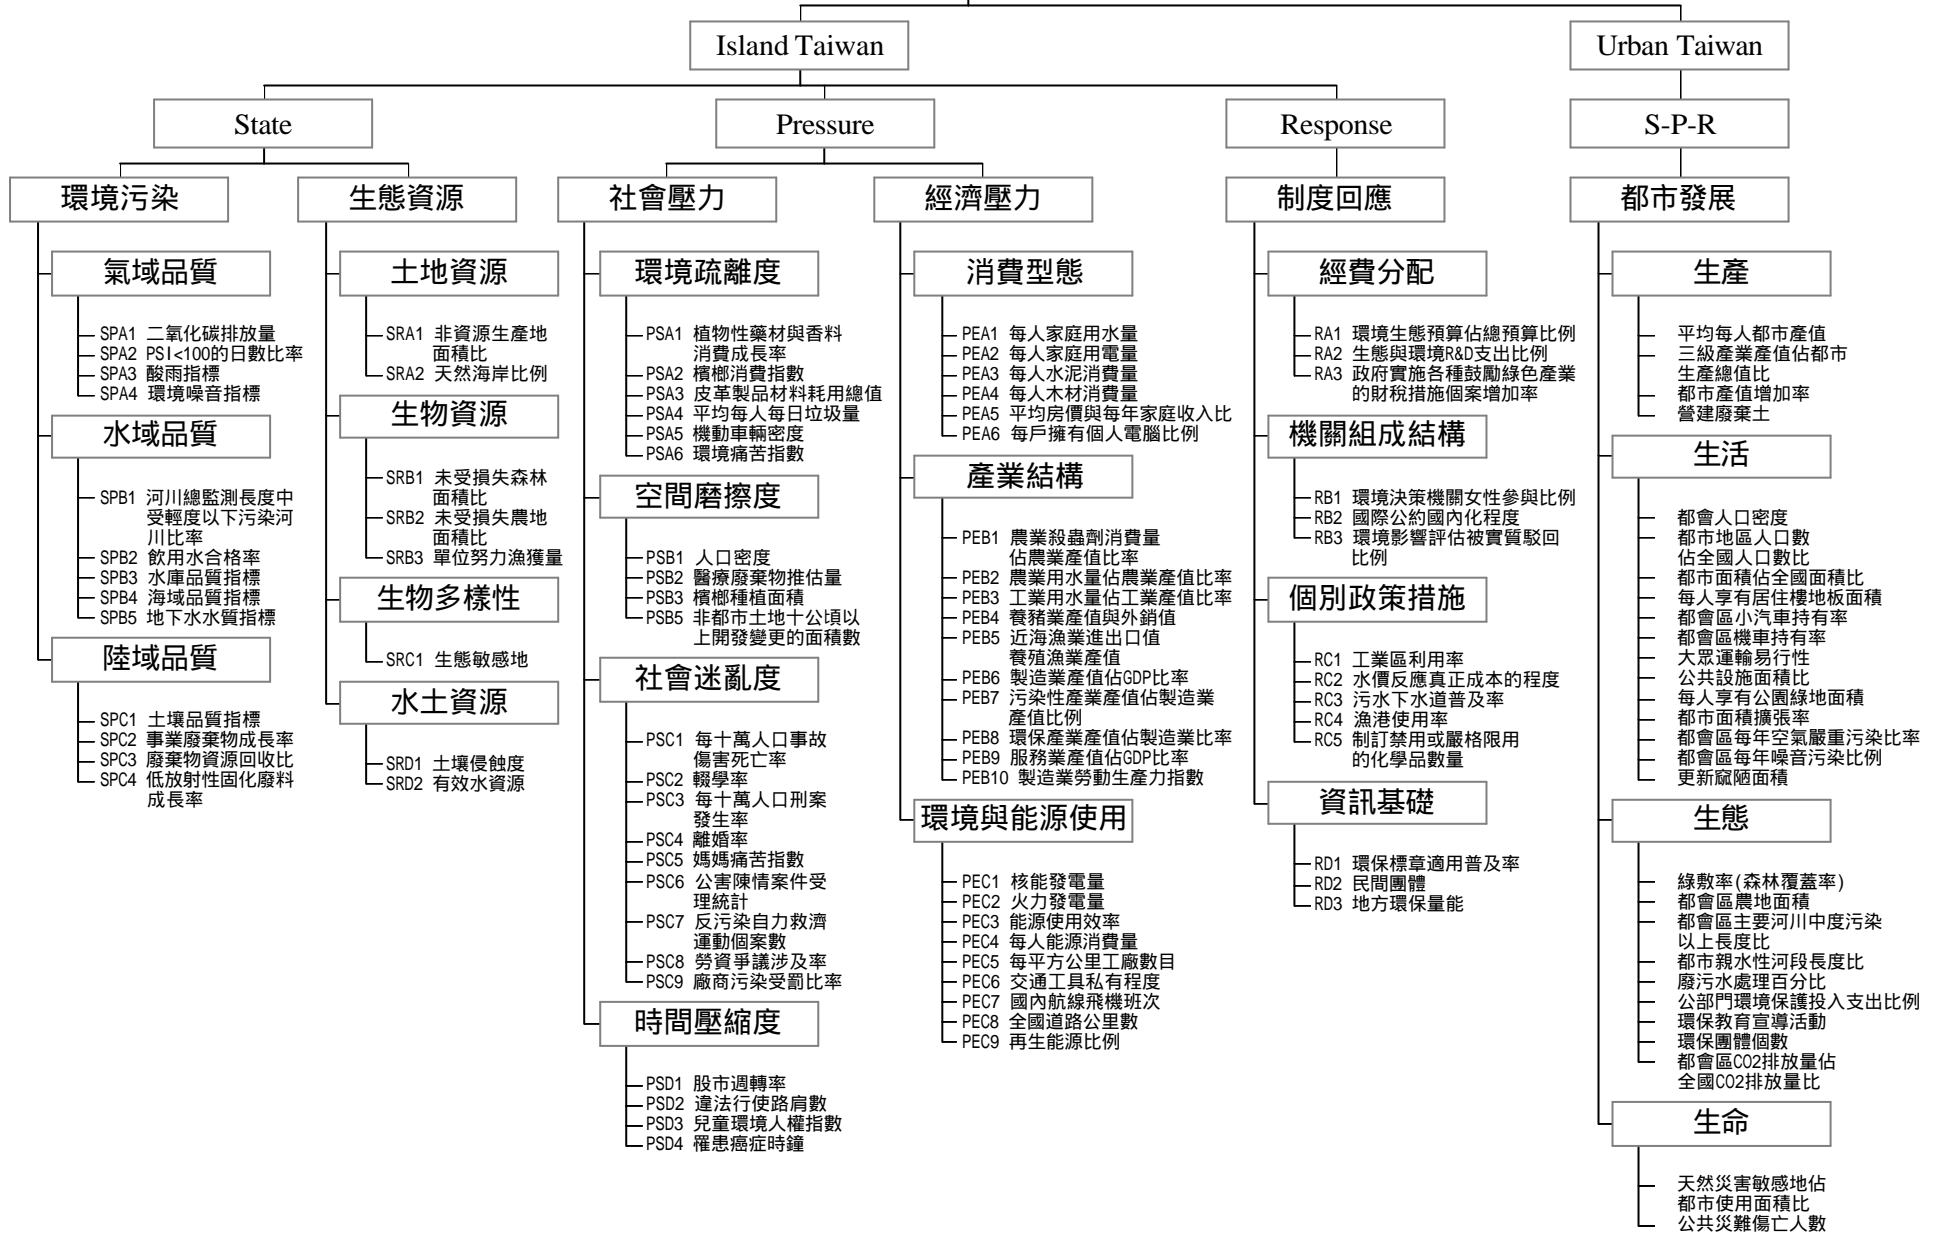 Island Taiwan
Urban Taiwan
State
Pressure
Response
S-P-R
環境污染
氣域品質
SPA1 二氧化碳排放量
SPA2 PSI<100的日數比率
SPA3 酸雨指標
SPA4 環境噪音指標
水域品質
SPB1 河川總監測長度中
受輕度以下污染河
川比率
SPB2 飲用水合格率
SPB3 水庫品質指標
SPB4 海域品質指標
SPB5 地下水水質指標
陸域品質
SPC1 土壤品質指標
SPC2 事業廢棄物成長率
SPC3 廢棄物資源回收比
SPC4 低放射性固化廢料
成長率
生態資源
土地資源
SRA1 非資源生產地
面積比
SRA2 天然海岸比例
生物資源
SRB1 未受損失森林
面積比
SRB2 未受損失農地
面積比
SRB3 單位努力漁獲量
生物多樣性
SRC1 生態敏感地
水土資源
SRD1 土壤侵蝕度
SRD2 有效水資源
社會壓力
環境疏離度
PSA1 植物性藥材與香料
消費成長率
PSA2 檳榔消費指數
PSA3 皮革製品材料耗用總值
PSA4 平均每人每日垃圾量
PSA5 機動車輛密度
PSA6 環境痛苦指數
空間磨擦度
PSB1 人口密度
PSB2 醫療廢棄物推估量
PSB3 檳榔種植面積
PSB5 非都市土地十公頃以
上開發變更的面積數
社會迷亂度
PSC1 每十萬人口事故
傷害死亡率
PSC2 輟學率
PSC3 每十萬人口刑案
發生率
PSC4 離婚率
PSC5 媽媽痛苦指數
PSC6 公害陳情案件受
理統計
PSC7 反污染自力救濟
運動個案數
PSC8 勞資爭議涉及率
PSC9 廠商污染受罰比率
時間壓縮度
PSD1 股市週轉率
PSD2 違法行使路肩數
PSD3 兒童環境人權指數
PSD4 罹患癌症時鐘
經濟壓力
消費型態
PEA1 每人家庭用水量
PEA2 每人家庭用電量
PEA3 每人水泥消費量
PEA4 每人木材消費量
PEA5 平均房價與每年家庭收入比
PEA6 每戶擁有個人電腦比例
產業結構
PEB1 農業殺蟲劑消費量
佔農業產值比率
PEB2 農業用水量佔農業產值比率
PEB3 工業用水量佔工業產值比率
PEB4 養豬業產值與外銷值
PEB5 近海漁業進出口值
養殖漁業產值
PEB6 製造業產值佔GDP比率
PEB7 污染性產業產值佔製造業
產值比例
PEB8 環保產業產值佔製造業比率
PEB9 服務業產值佔GDP比率
PEB10 製造業勞動生產力指數
環境與能源使用
PEC1 核能發電量
PEC2 火力發電量
PEC3 能源使用效率
PEC4 每人能源消費量
PEC5 每平方公里工廠數目
PEC6 交通工具私有程度
PEC7 國內航線飛機班次
PEC8 全國道路公里數
PEC9 再生能源比例
制度回應
經費分配
RA1 環境生態預算佔總預算比例
RA2 生態與環境R&D支出比例
RA3 政府實施各種鼓勵綠色產業
的財稅措施個案增加率
機關組成結構
RB1 環境決策機關女性參與比例
RB2 國際公約國內化程度
RB3 環境影響評估被實質駁回
比例
個別政策措施
RC1 工業區利用率
RC2 水價反應真正成本的程度
RC3 污水下水道普及率
RC4 漁港使用率
RC5 制訂禁用或嚴格限用
的化學品數量
資訊基礎
RD1 環保標章適用普及率
RD2 民間團體
RD3 地方環保量能
都市發展
生產
平均每人都市產值
三級產業產值佔都市
生產總值比
都市產值增加率
營建廢棄土
生活
都會人口密度
都市地區人口數
佔全國人口數比
都市面積佔全國面積比
每人享有居住樓地板面積
都會區小汽車持有率
都會區機車持有率
大眾運輸易行性
公共設施面積比
每人享有公園綠地面積
都市面積擴張率
都會區每年空氣嚴重污染比率
都會區每年噪音污染比例
更新窳陋面積
生態
綠敷率(森林覆蓋率)
都會區農地面積
都會區主要河川中度污染
以上長度比
都市親水性河段長度比
廢污水處理百分比
公部門環境保護投入支出比例
環保教育宣導活動
環保團體個數
都會區CO2排放量佔
全國CO2排放量比
生命
天然災害敏感地佔
都市使用面積比
公共災難傷亡人數